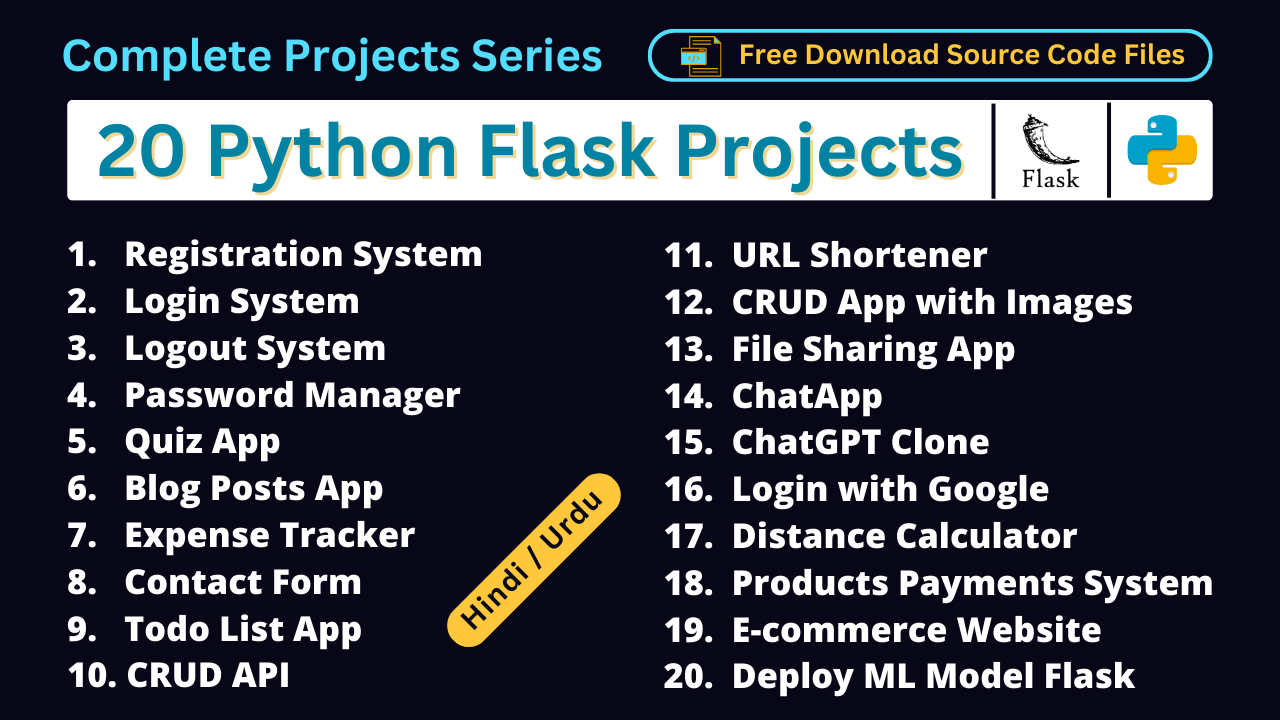 Complete Projects Series
Free Download Source Code Files
20 Python Flask Projects
Flask
1. Registration System
2. Login System
3. Logout System
4. Password Manager
5. Quiz App
6. Blog Posts App
7. Expense Tracker
8. Contact Form
9. Todo List App
10. CRUD API
Hindi / Urdu
11. URL Shortener
12. CRUD App with Images
13. File Sharing App
14. ChatApp
15. ChatGPT Clone
16. Login with Google
17. Distance Calculator
18. Products Payments System
19. E-commerce Website
20. Deploy ML Model Flask